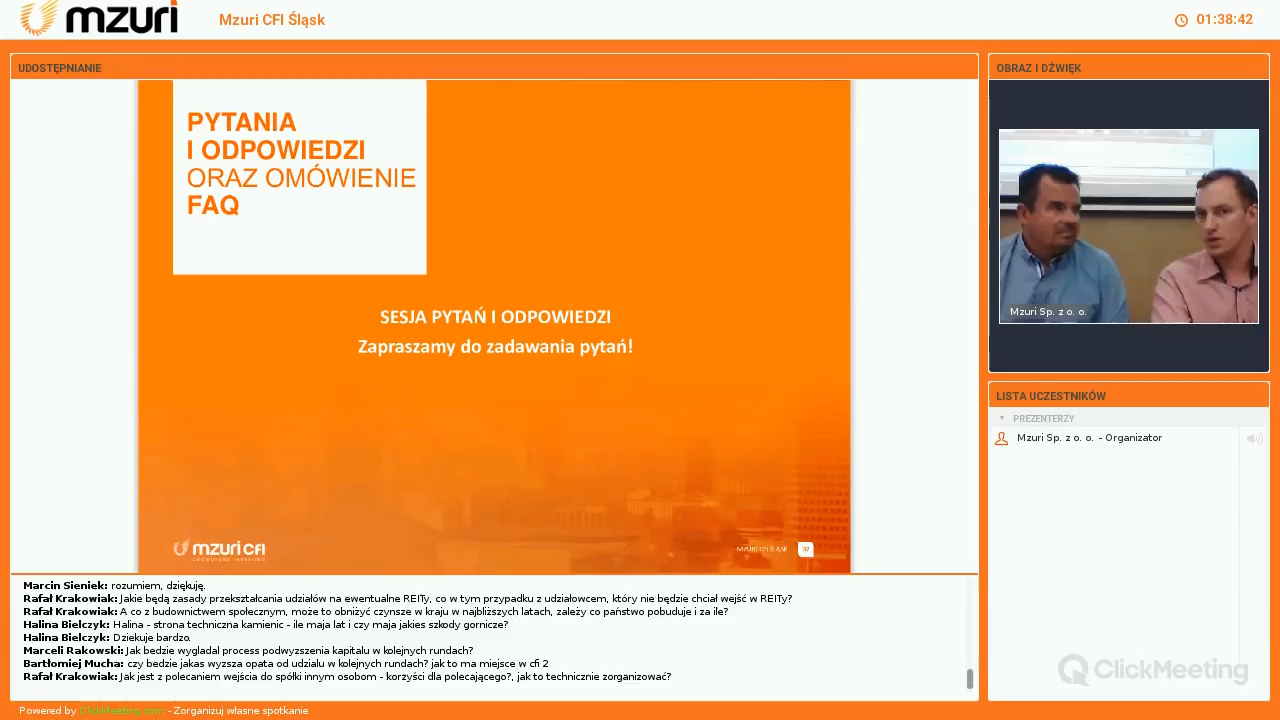 mzuri
Mzuri CFI Śląsk
01:38:42
UDOSTĘPNIANIE
PYTANIA
I ODPOWIEDZI
ORAZ OMÓWIENIE
FAQ
SESJA PYTAŃ I ODPOWIEDZI
Zapraszamy do zadawania pytań!
mzuri CFI
MZURI CFI ŚLĄSK
37
Marcin Sieniek: rozumiem, dziękuję.
Rafał Krakowiak: Jakie będą zasady przekształcania udziałów na ewentualne REITy, co w tym przypadku z udziałowcem, który nie będzie chciał wejść w REITy?
Rafał Krakowiak: A co z budownictwem społecznym, może to obniżyć czynsze w kraju w najbliższych latach, zależy co państwo pobuduje i za ile?
Halina Bielczyk: Halina - strona techniczna kamienic - ile maja lat i czy maja jakies szkody gornicze?
Halina Bielczyk: Dziekuje bardzo.
Marceli Rakowski: Jak bedzie wygladal process podwyzszenia kapitalu w kolejnych rundach?
Bartłomiej Mucha: czy bedzie jakas wyzsza opata od udzialu w kolejnych rundach? jak to ma miejsce w cfi 2
Rafał Krakowiak: Jak jest z polecaniem wejścia do spółki innym osobom - korzyści dla polecającego?, jak to technicznie zorganizować?
Powered by ClickMeeting.com - Zorganizuj własne spotkanie
OBRAZ I DŹWIĘK
Mzuri Sp. z o. o.
LISTA UCZESTNIKÓW
PREZENTERZY
Mzuri Sp. z o. o. - Organizator
ClickMeeting